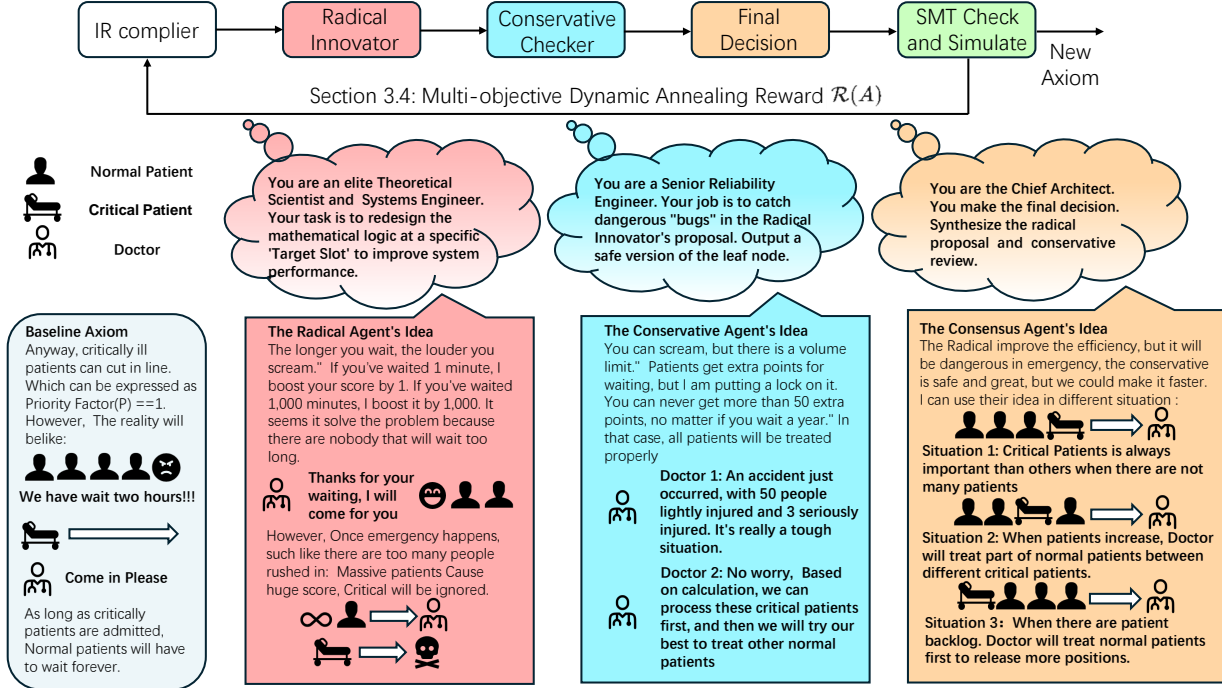 IR complier
Radical
Innovator
Conservative
Checker
Final
Decision
SMT Check
and Simulate
New
Axiom
Section 3.4: Multi-objective Dynamic Annealing Reward R(A)
Normal Patient
Critical Patient
Doctor
You are an elite Theoretical
Scientist and Systems Engineer.
Your task is to redesign the
mathematical logic at a specific
'Target Slot' to improve system
performance.
You are a Senior Reliability
Engineer. Your job is to catch
dangerous "bugs" in the Radical
Innovator's proposal. Output a
safe version of the leaf node.
You are the Chief Architect.
You make the final decision.
Synthesize the radical
proposal and conservative
review.
Baseline Axiom
Anyway, critically ill
patients can cut in line.
Which can be expressed as
Priority Factor(P) ==1.
However, The reality will
belike:
We have wait two hours!!!
Come in Please
As long as critically
patients are admitted,
Normal patients will have
to wait forever.
The Radical Agent's Idea
The longer you wait, the louder you
scream." If you've waited 1 minute, I
boost your score by 1. If you've waited
1,000 minutes, I boost it by 1,000. It
seems it solve the problem because
there are nobody that will wait too
long.
Thanks for your
waiting, I will
come for you
However, Once emergency happens,
such like there are too many people
rushed in: Massive patients Cause
huge score, Critical will be ignored.
∞
The Conservative Agent's Idea
You can scream, but there is a volume
limit." Patients get extra points for
waiting, but I am putting a lock on it.
You can never get more than 50 extra
points, no matter if you wait a year." In
that case, all patients will be treated
properly
Doctor 1: An accident just
occurred, with 50 people
lightly injured and 3 seriously
injured. It's really a tough
situation.
Doctor 2: No worry, Based
on calculation, we can
process these critical patients
first, and then we will try our
best to treat other normal
patients
The Consensus Agent's Idea
The Radical improve the efficiency, but it will
be dangerous in emergency, the conservative
is safe and great, but we could make it faster.
I can use their idea in different situation :
Situation 1: Critical Patients is always
important than others when there are not
many patients
Situation 2: When patients increase, Doctor
will treat part of normal patients between
different critical patients.
Situation 3: When there are patient
backlog. Doctor will treat normal patients
first to release more positions.